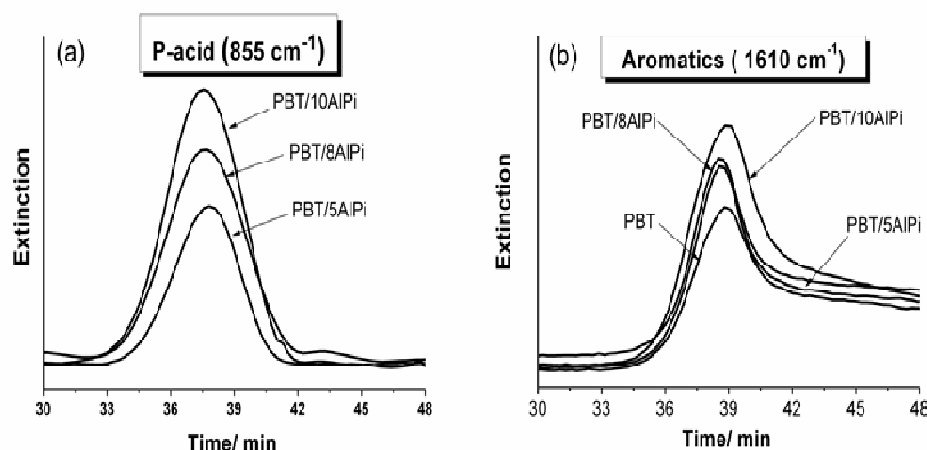 (a)
P-acid (855 cm⁻¹)
PBT/10AlPi
PBT/8AlPi
PBT/5AlPi
Extinction
30 33 36 39 42 45 48
Time/ min
(b)
Aromatics ( 1610 cm⁻¹)
PBT/8AlPi
PBT/10AlPi
PBT
PBT/5AlPi
Extinction
30 33 36 39 42 45 48
Time/ min